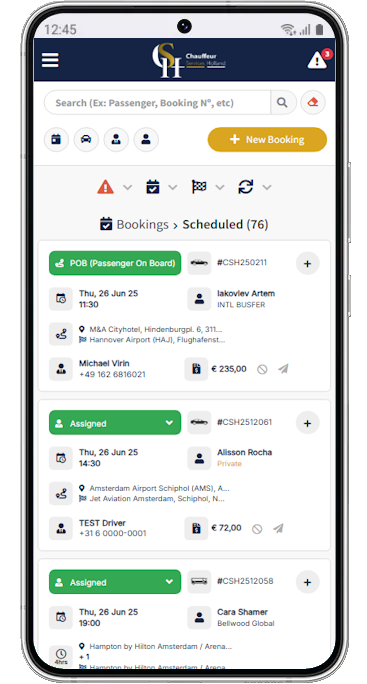 12:45
CSH
Chauffeur
Services Holland
3
Search (Ex: Passenger, Booking Nº, etc)
+ New Booking
Bookings > Scheduled (76)
POB (Passenger On Board)
#CSH250211
+
Thu, 26 Jun 25
11:30
Iakovlev Artem
INTL BUSFER
M&A Cityhotel, Hindenburgpl. 6, 311...
Hannover Airport (HAJ), Flughafenst...
Michael Virin
+49 162 6816021
€ 235,00
Assigned
#CSH2512061
+
Thu, 26 Jun 25
14:30
Alisson Rocha
Private
Amsterdam Airport Schiphol (AMS), A...
Jet Aviation Amsterdam, Schiphol, N...
TEST Driver
+31 6 0000-0001
€ 72,00
Assigned
#CSH2512058
+
Thu, 26 Jun 25
19:00
Cara Shamer
Bellwood Global
4hrs
Hampton by Hilton Amsterdam / Arena...
+ 1
Hampton by Hilton Amsterdam / Arena...